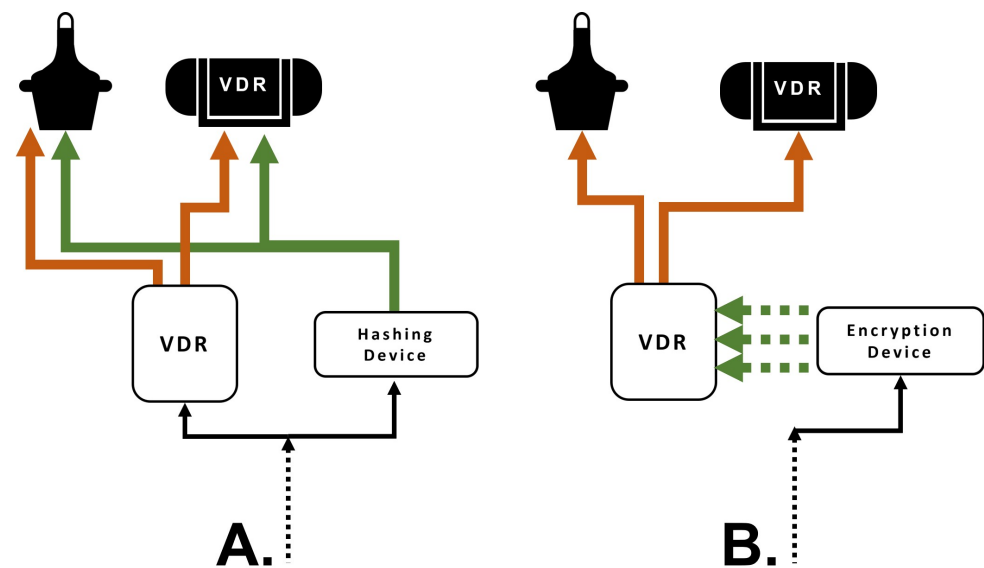 VDR
VDR
Hashing
Device
A.
VDR
VDR
Encryption
Device
B.